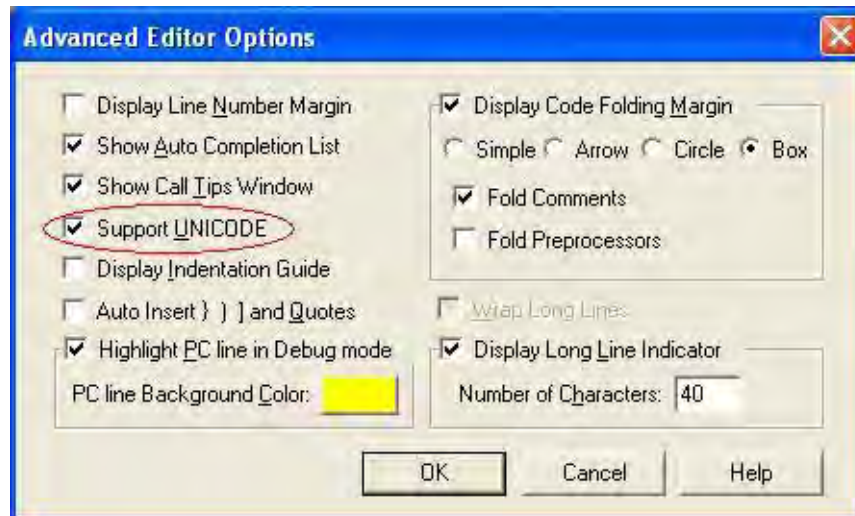 Advanced Editor Options
Display Line Number Margin
Show Auto Completion List
Show Call Tips Window
Support UNICODE
Display Indentation Guide
Auto Insert } ) ] and Quotes
Highlight PC line in Debug mode
PC line Background Color:
Display Code Folding Margin
Simple Arrow Circle Box
Fold Comments
Fold Preprocessors
Wrap Long Lines
Display Long Line Indicator
Number of Characters: 40
OK Cancel Help